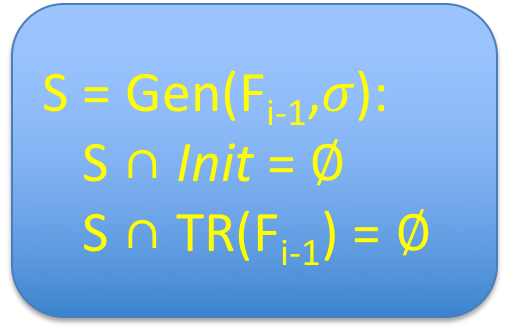 S = Gen(Fi-1,σ):
S ∩ Init = Ø
S ∩ TR(Fi-1) = Ø